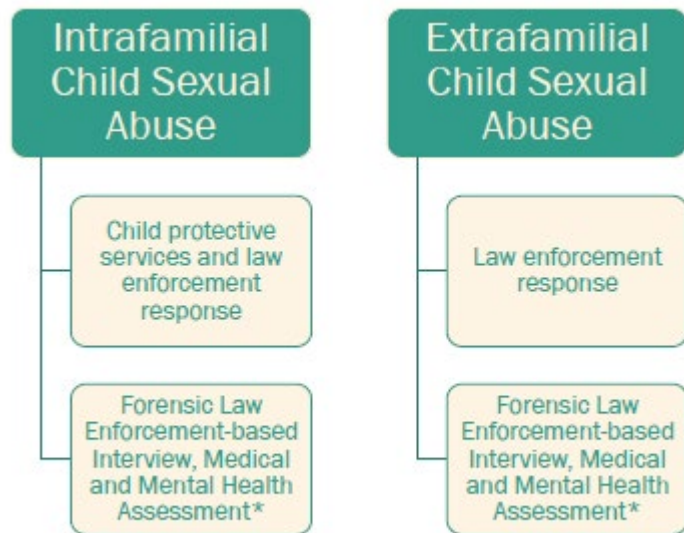 Intrafamilial
Child Sexual
Abuse
Child protective
services and law
enforcement
response
Forensic Law
Enforcement-based
Interview, Medical
and Mental Health
Assessment*
Extrafamilial
Child Sexual
Abuse
Law enforcement
response
Forensic Law
Enforcement-based
Interview, Medical
and Mental Health
Assessment*